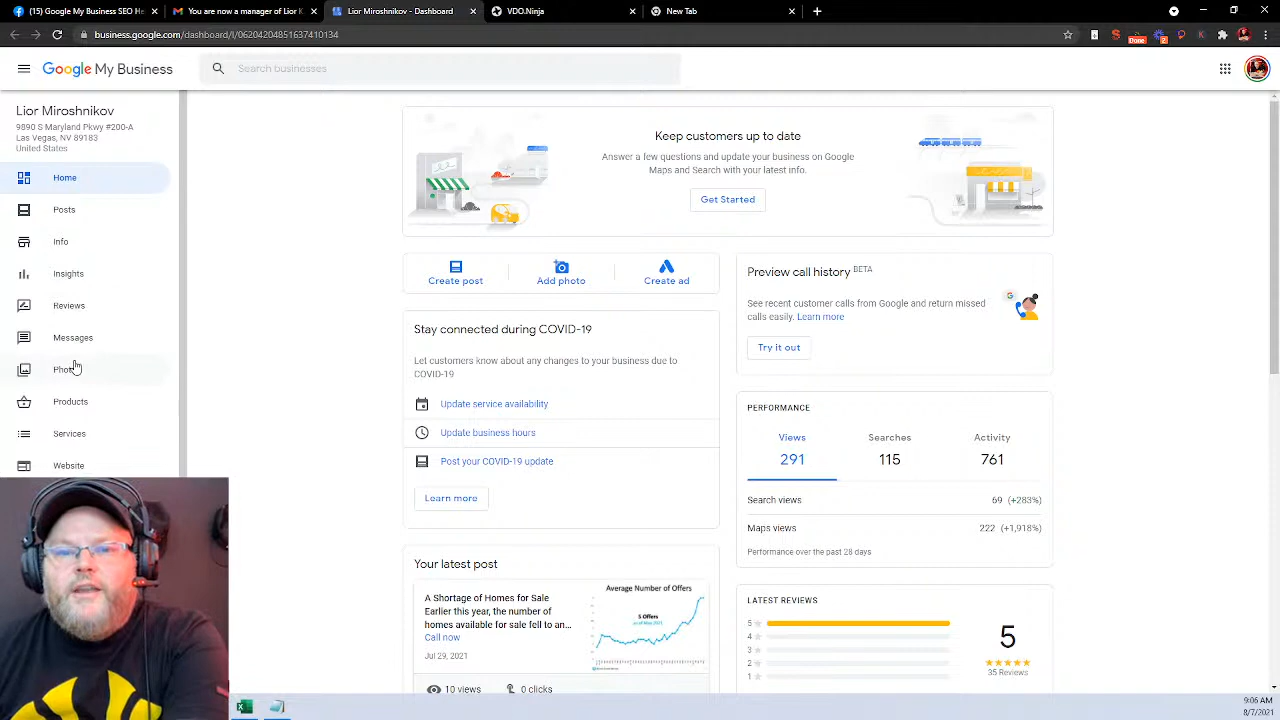 (15) Google My Business SEO He
You are now a manager of Lior K.
Lior Miroshnikov - Dashboard
VDO.Ninja
New Tab
business.google.com/dashboard/l/06204204851637410134
Done
Google My Business
Search businesses
Lior Miroshnikov
9890 S Maryland Pkwy #200-A
Las Vegas, NV 89183
United States
Home
Posts
Info
Insights
Reviews
Messages
Photos
Products
Services
Website
Keep customers up to date
Answer a few questions and update your business on Google
Maps and Search with your latest info.
Get Started
Create post
Add photo
Create ad
Stay connected during COVID-19
Let customers know about any changes to your business due to
COVID-19
Update service availability
Update business hours
Post your COVID-19 update
Learn more
Your latest post
A Shortage of Homes for Sale
Earlier this year, the number of
homes available for sale fell to an...
Call now
Jul 29, 2021
Average Number of Offers
5 Offers
as of May 2021
10 views
0 clicks
Preview call history BETA
See recent customer calls from Google and return missed
calls easily. Learn more
Try it out
PERFORMANCE
Views
Searches
Activity
291
115
761
Search views
69 (+283%)
Maps views
222 (+1,918%)
Performance over the past 28 days
LATEST REVIEWS
5
4
3
2
1
5
35 Reviews
9:06 AM
8/7/2021